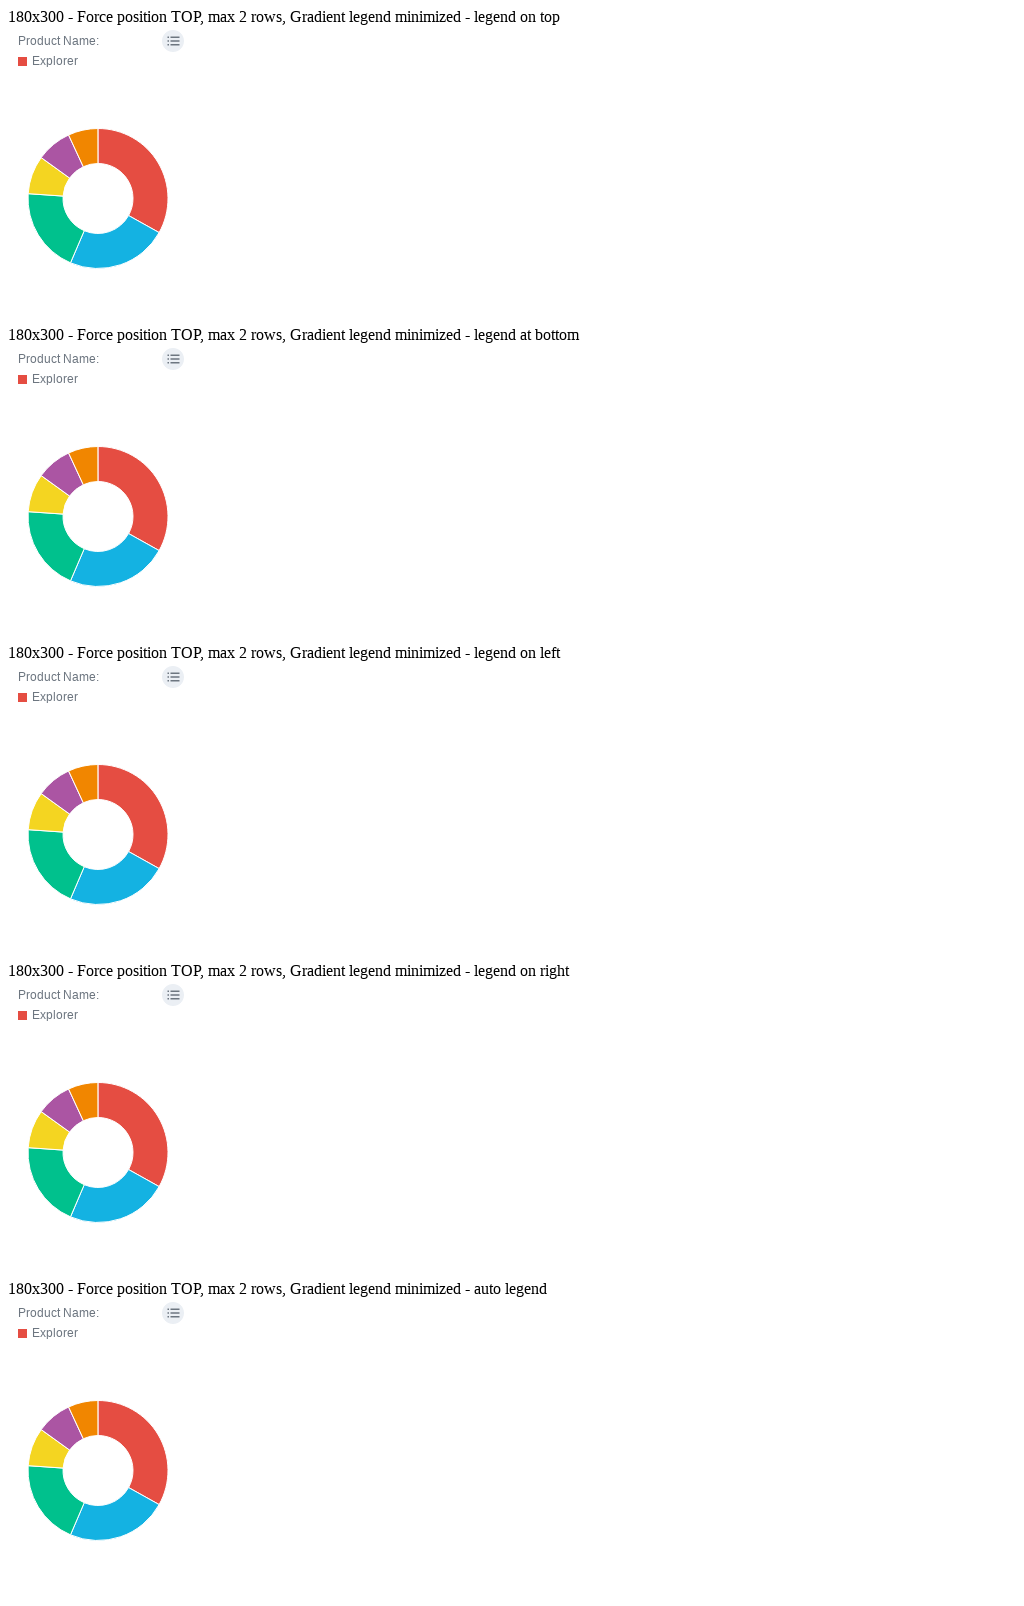 180x300 - Force position TOP, max 2 rows, Gradient legend minimized - legend on top
Product Name:
Explorer
180x300 - Force position TOP, max 2 rows, Gradient legend minimized - legend at bottom
Product Name:
Explorer
180x300 - Force position TOP, max 2 rows, Gradient legend minimized - legend on left
Product Name:
Explorer
180x300 - Force position TOP, max 2 rows, Gradient legend minimized - legend on right
Product Name:
Explorer
180x300 - Force position TOP, max 2 rows, Gradient legend minimized - auto legend
Product Name:
Explorer